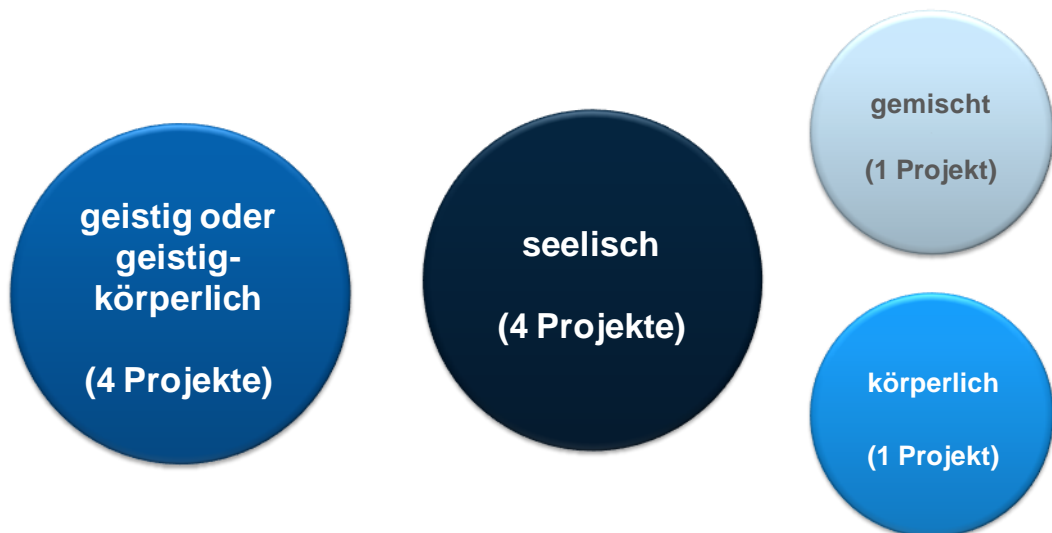 geistig oder
geistig-
körperlich
(4 Projekte)
seelisch
(4 Projekte)
gemischt
(1 Projekt)
körperlich
(1 Projekt)